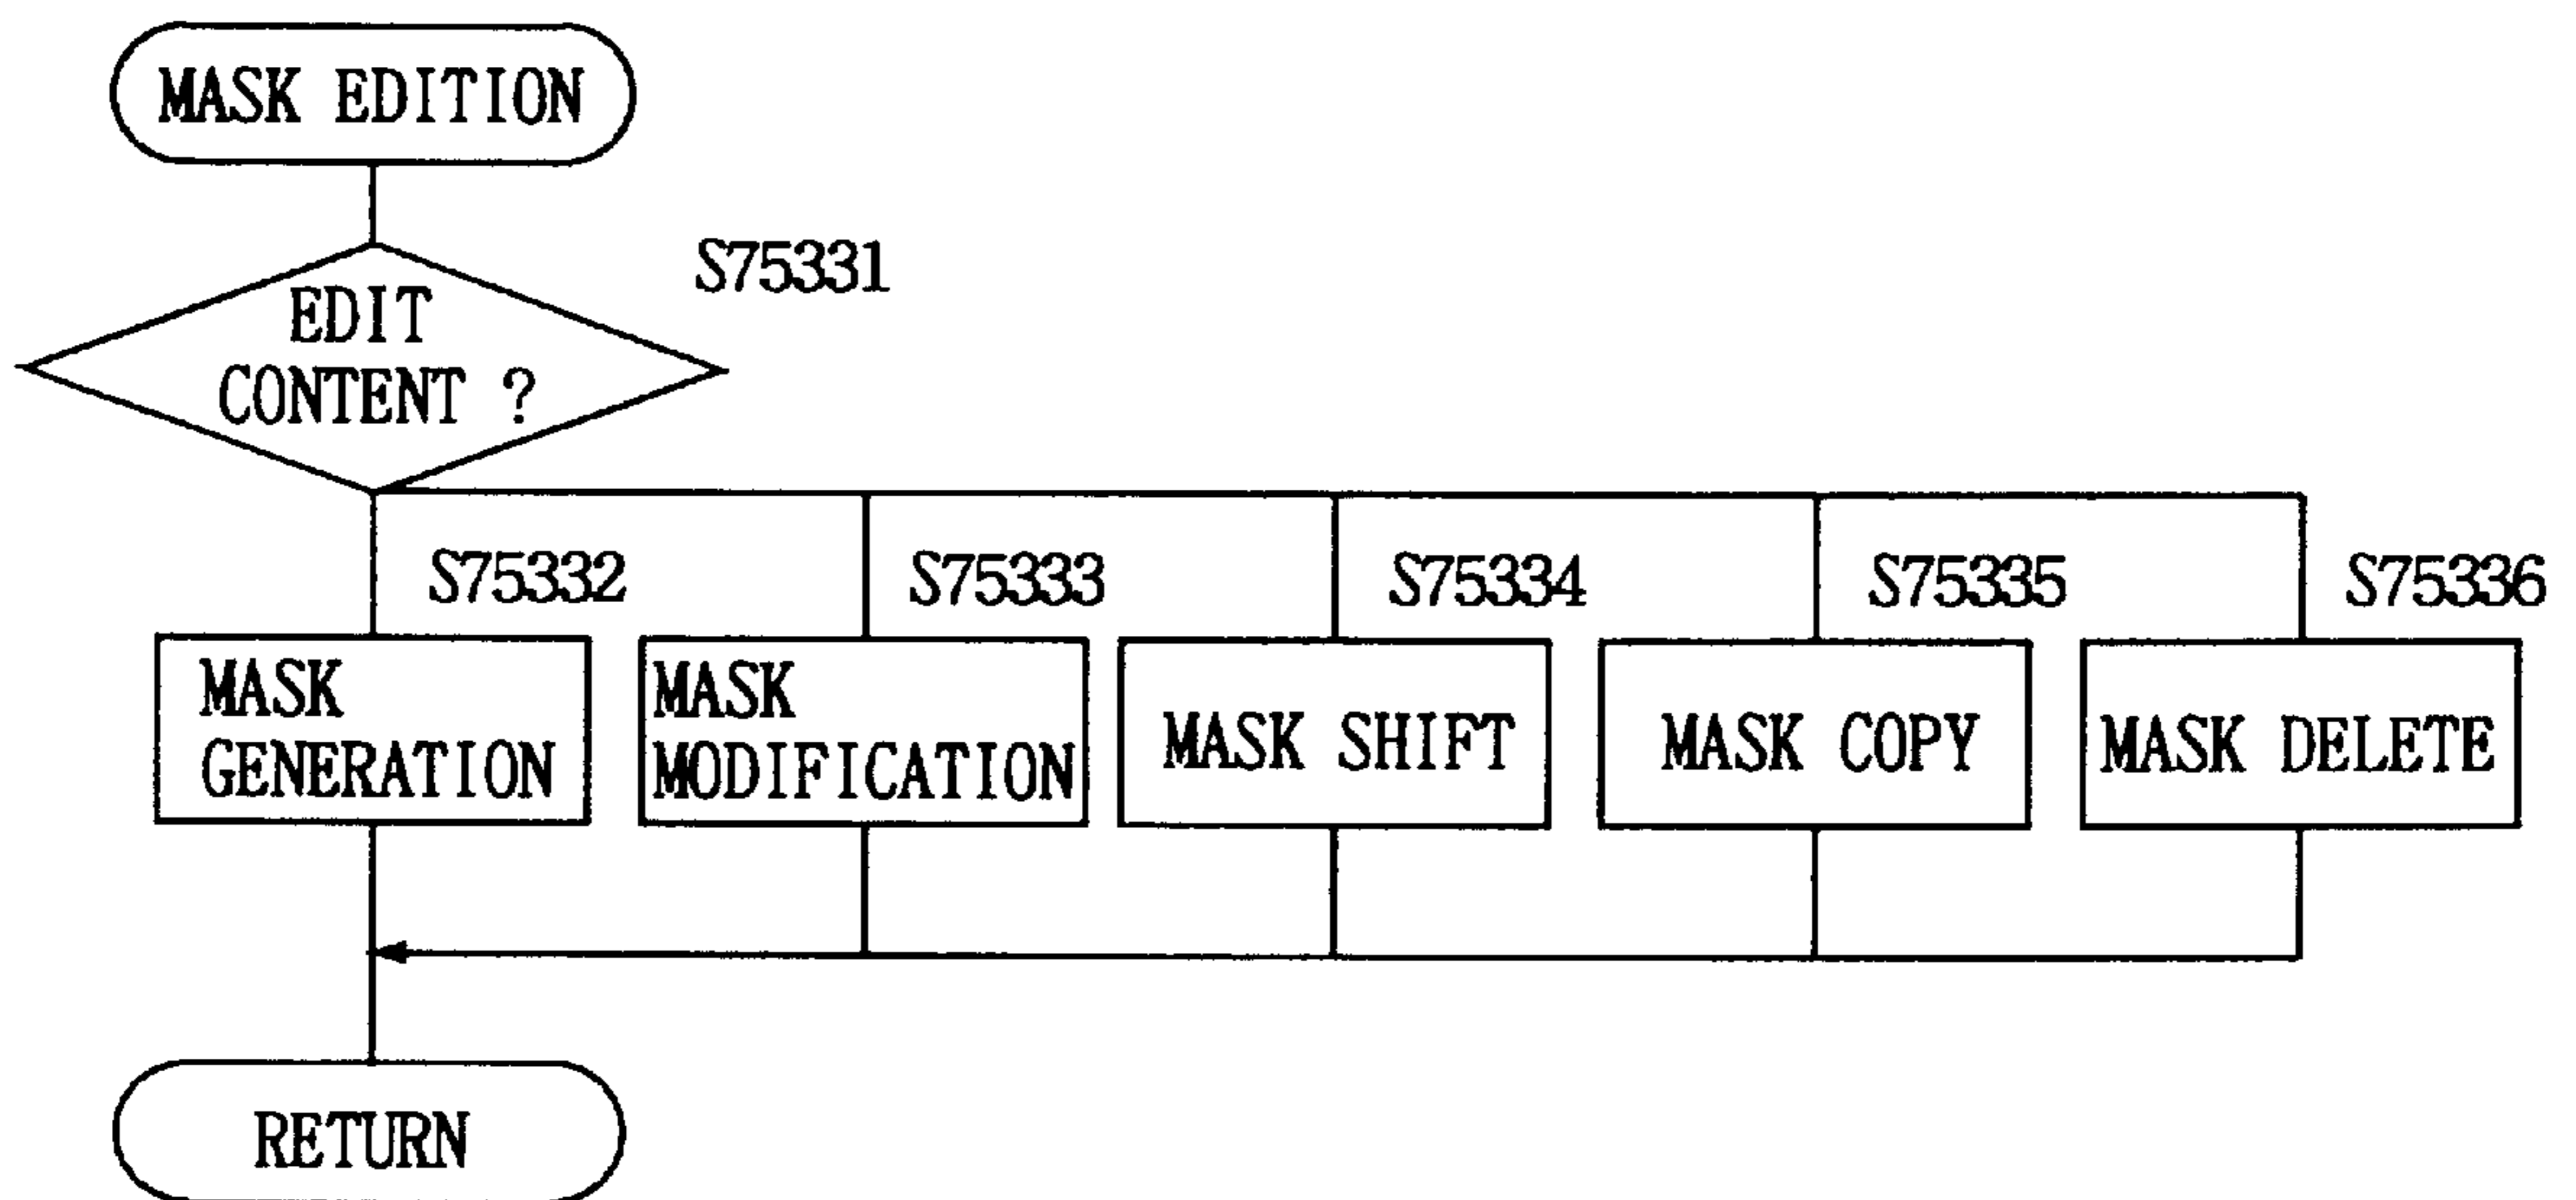 MASK EDITION
S75331
EDIT
CONTENT ?
S75332
S75333
S75334
S75335
S75336
MASK
GENERATION
MASK
MODIFICATION
MASK SHIFT
MASK COPY
MASK DELETE
RETURN